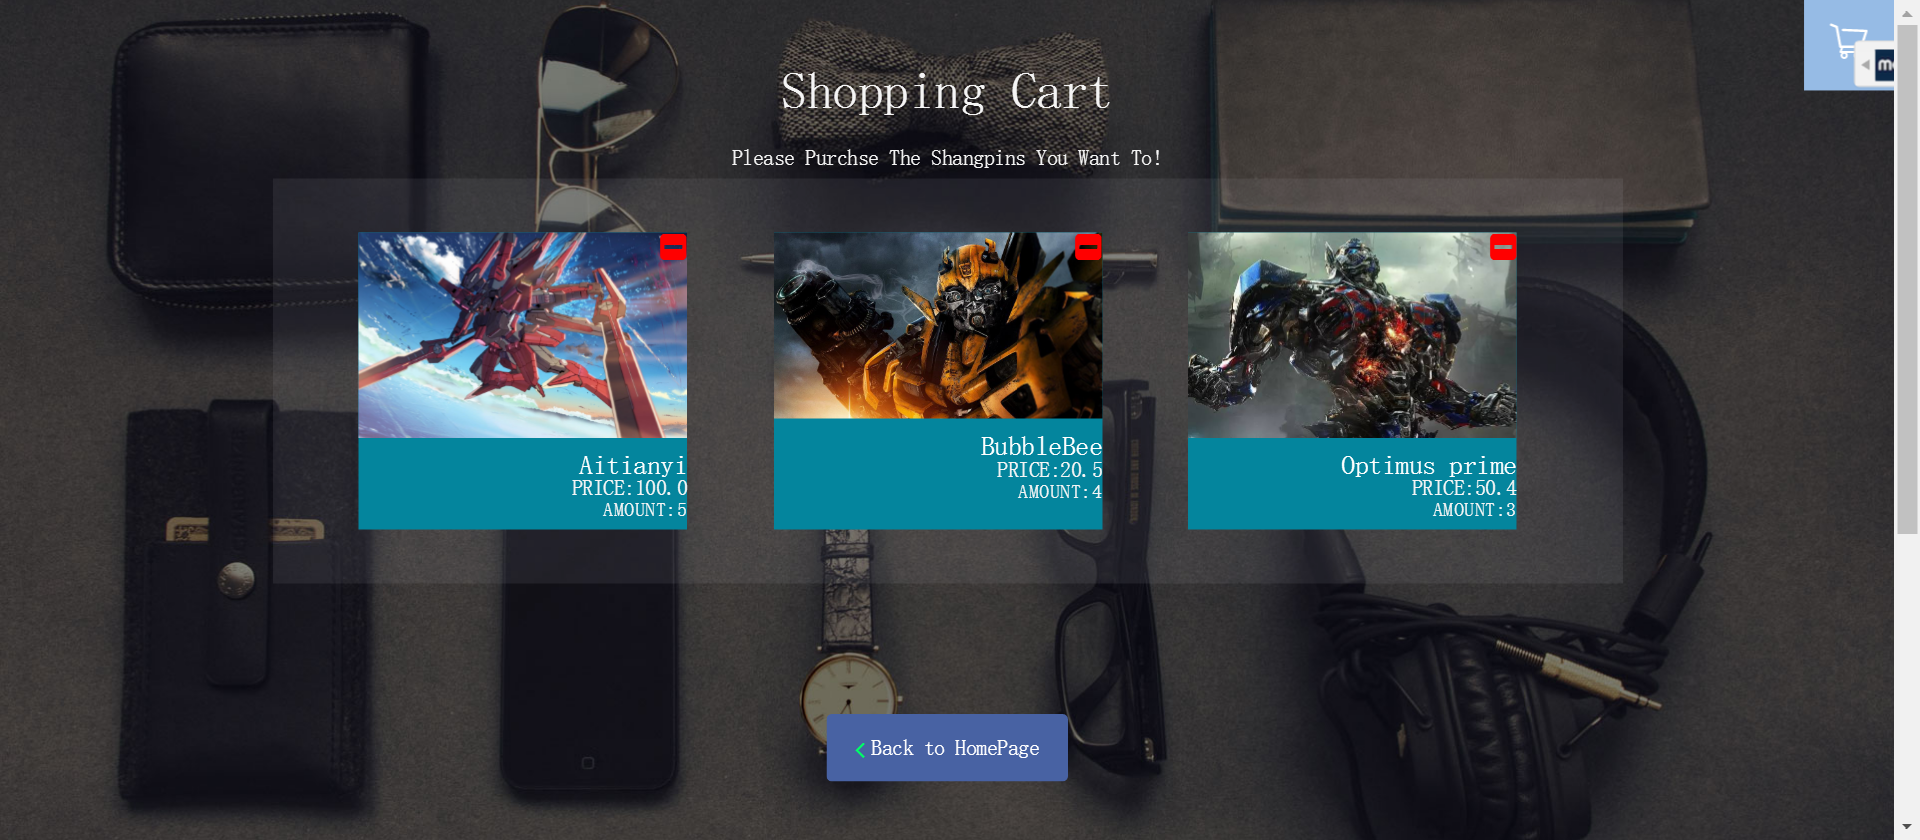 Shopping Cart
Please Purchse The Shangpins You Want To!
Aitianyi
PRICE:100.0
AMOUNT:5
BubbleBee
PRICE:20.5
AMOUNT:4
Optimus prime
PRICE:50.4
AMOUNT:3
Back to HomePage